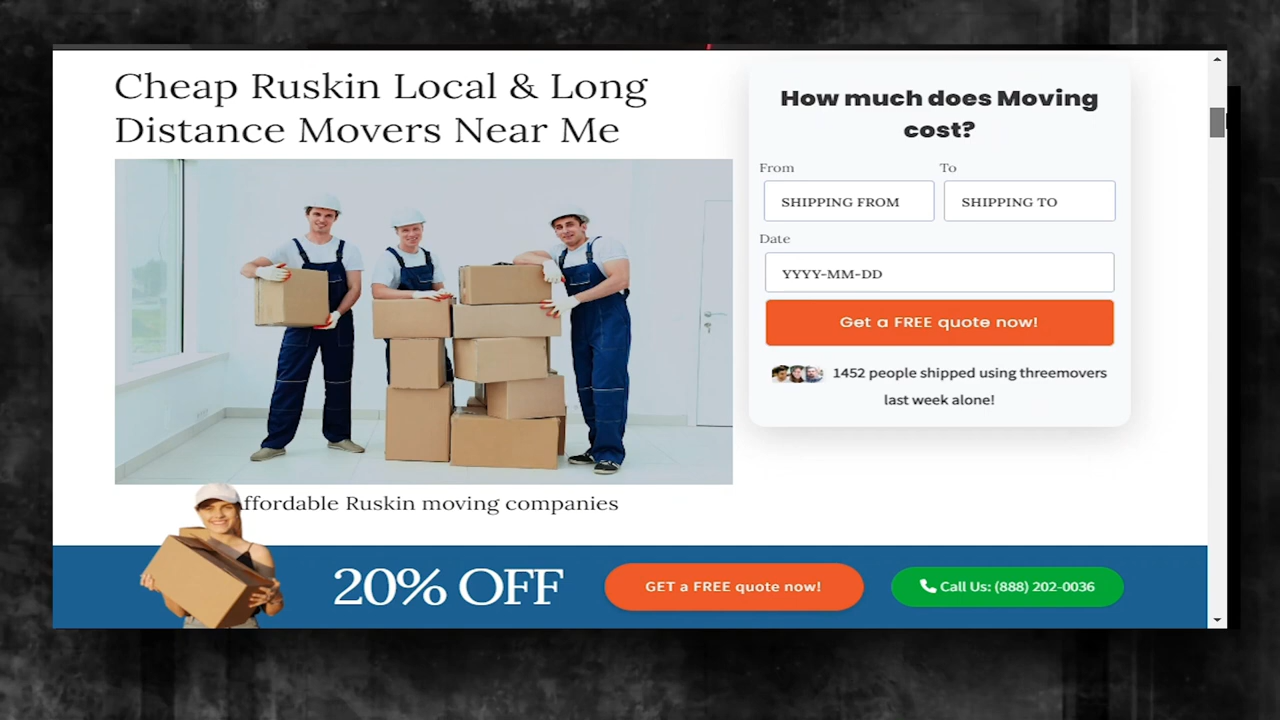 Cheap Ruskin Local & Long
Distance Movers Near Me
How much does Moving
cost?
From
To
SHIPPING FROM
SHIPPING TO
Date
YYYY-MM-DD
Get a FREE quote now!
1452 people shipped using threemovers
last week alone!
ffordable Ruskin moving companies
20% OFF
GET a FREE quote now!
Call Us: (888) 202-0036